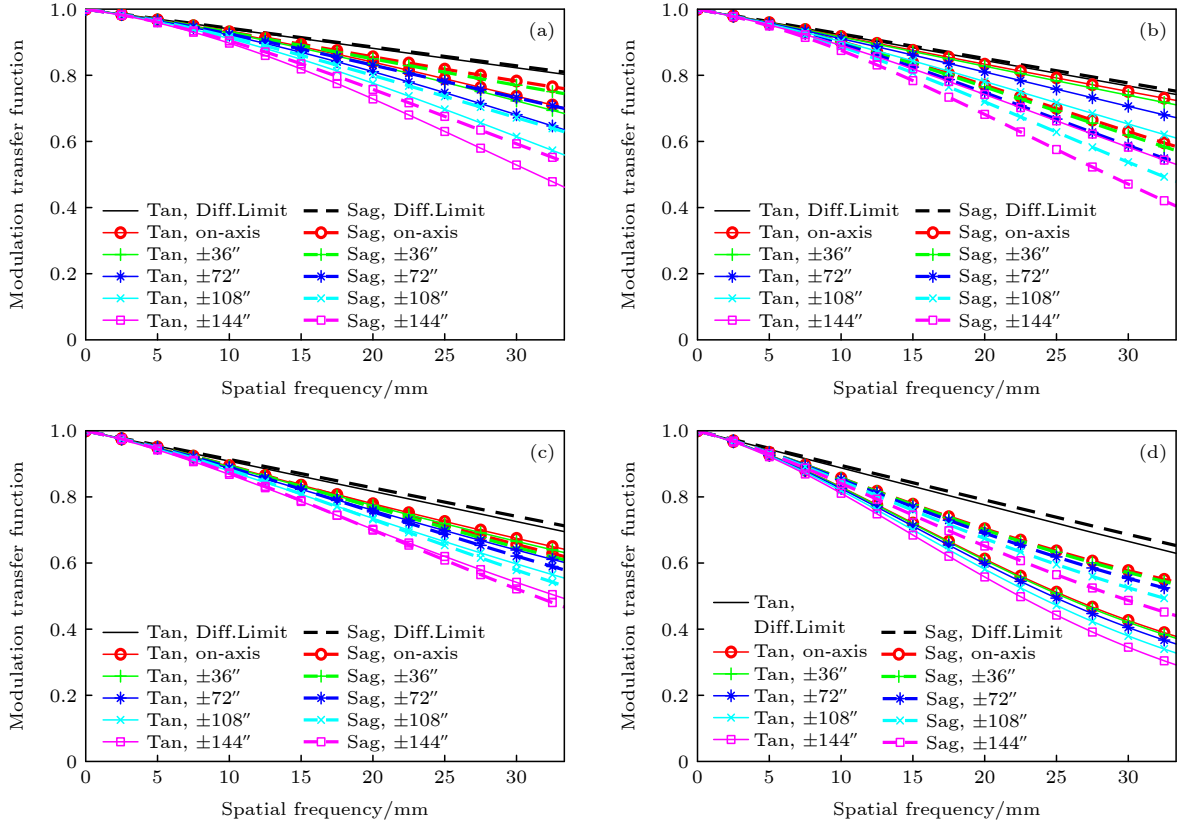 (a)
Modulation transfer function
1.0
0.8
0.6
0.4
0.2
0
Tan, Diff.Limit
Tan, on-axis
Tan, ±36″
Tan, ±72″
Tan, ±108″
Tan, ±144″
Sag, Diff.Limit
Sag, on-axis
Sag, ±36″
Sag, ±72″
Sag, ±108″
Sag, ±144″
0 5 10 15 20 25 30
Spatial frequency/mm
(b)
Modulation transfer function
1.0
0.8
0.6
0.4
0.2
0
Tan, Diff.Limit
Tan, on-axis
Tan, ±36″
Tan, ±72″
Tan, ±108″
Tan, ±144″
Sag, Diff.Limit
Sag, on-axis
Sag, ±36″
Sag, ±72″
Sag, ±108″
Sag, ±144″
0 5 10 15 20 25 30
Spatial frequency/mm
(c)
Modulation transfer function
1.0
0.8
0.6
0.4
0.2
0
Tan, Diff.Limit
Tan, on-axis
Tan, ±36″
Tan, ±72″
Tan, ±108″
Tan, ±144″
Sag, Diff.Limit
Sag, on-axis
Sag, ±36″
Sag, ±72″
Sag, ±108″
Sag, ±144″
0 5 10 15 20 25 30
Spatial frequency/mm
(d)
Modulation transfer function
1.0
0.8
0.6
0.4
0.2
0
Tan,
Diff.Limit
Tan, on-axis
Tan, ±36″
Tan, ±72″
Tan, ±108″
Tan, ±144″
Sag, Diff.Limit
Sag, on-axis
Sag, ±36″
Sag, ±72″
Sag, ±108″
Sag, ±144″
0 5 10 15 20 25 30
Spatial frequency/mm